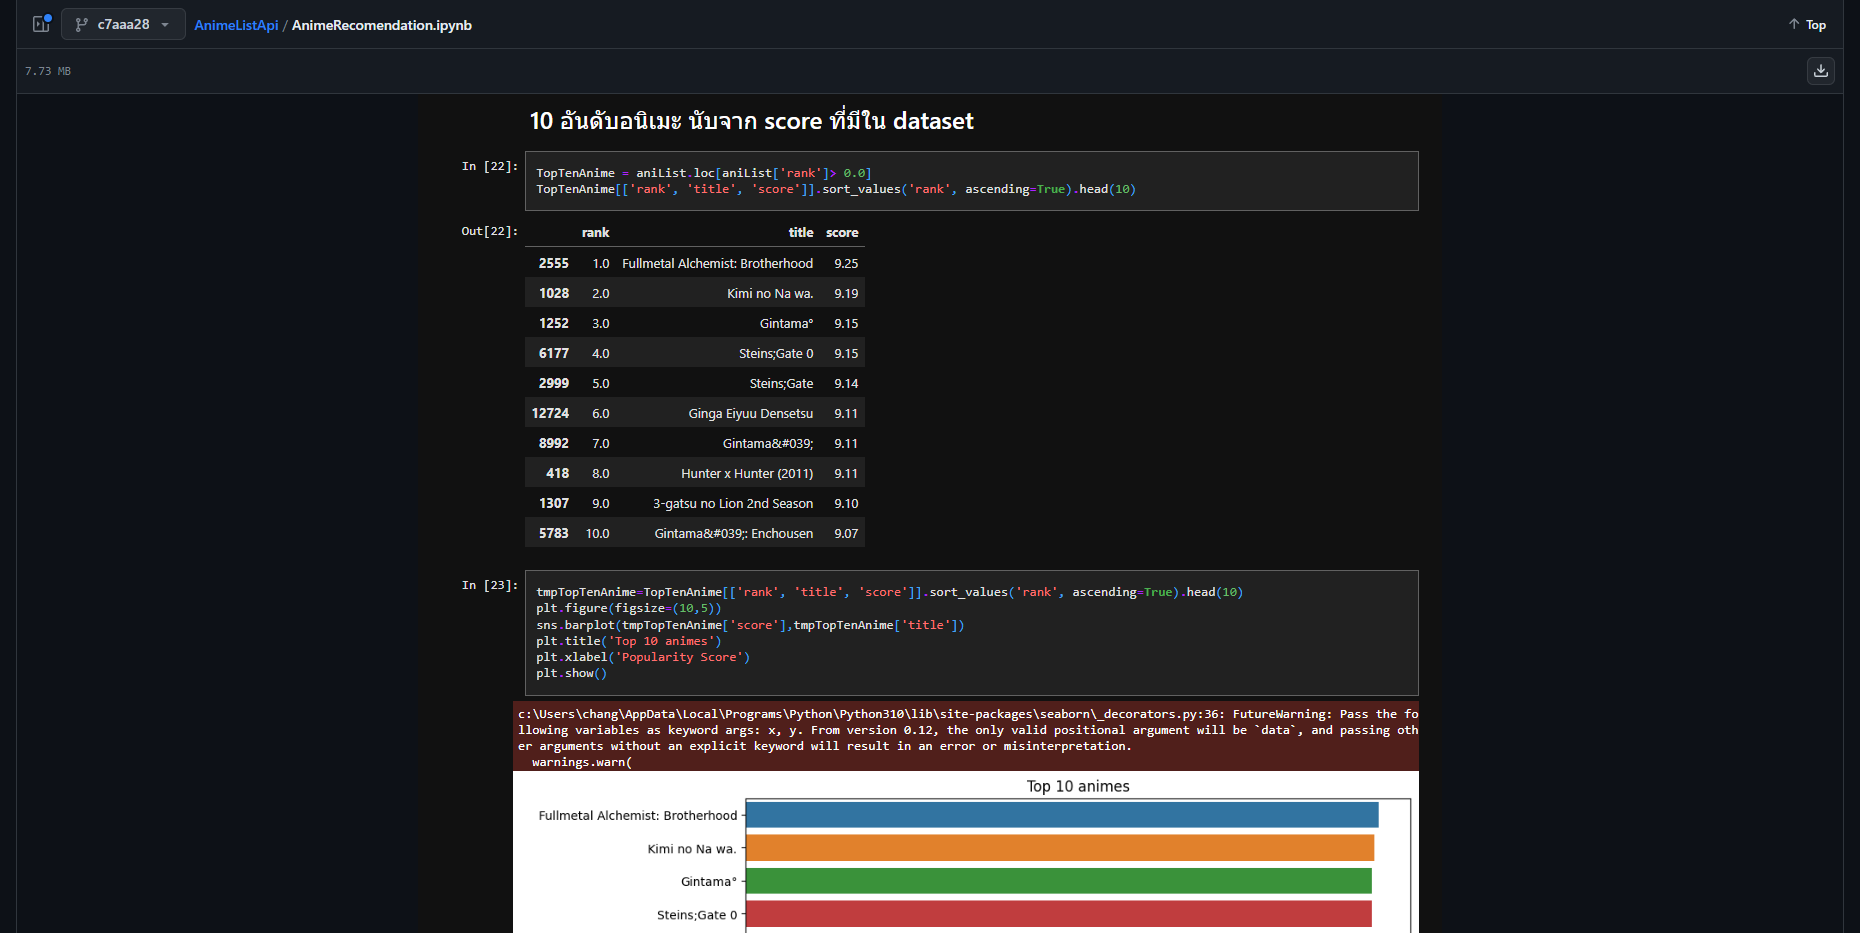 c7aaa28
AnimeListApi / AnimeRecomendation.ipynb
Top
7.73 MB
10 อันดับอนิเมะ นับจาก score ที่มีใน dataset
In [22]:
TopTenAnime = aniList.loc[aniList['rank']> 0.0]
TopTenAnime[['rank', 'title', 'score']].sort_values('rank', ascending=True).head(10)
Out[22]:
rank title score
2555 1.0 Fullmetal Alchemist: Brotherhood 9.25
1028 2.0 Kimi no Na wa. 9.19
1252 3.0 Gintama° 9.15
6177 4.0 Steins;Gate 0 9.15
2999 5.0 Steins;Gate 9.14
12724 6.0 Ginga Eiyuu Densetsu 9.11
8992 7.0 Gintama&#039; 9.11
418 8.0 Hunter x Hunter (2011) 9.11
1307 9.0 3-gatsu no Lion 2nd Season 9.10
5783 10.0 Gintama&#039;: Enchousen 9.07
In [23]:
tmpTopTenAnime=TopTenAnime[['rank', 'title', 'score']].sort_values('rank', ascending=True).head(10)
plt.figure(figsize=(10,5))
sns.barplot(tmpTopTenAnime['score'],tmpTopTenAnime['title'])
plt.title('Top 10 animes')
plt.xlabel('Popularity Score')
plt.show()
c:\Users\chang\AppData\Local\Programs\Python\Python310\lib\site-packages\seaborn\_decorators.py:36: FutureWarning: Pass the fo
llowing variables as keyword args: x, y. From version 0.12, the only valid positional argument will be `data`, and passing oth
er arguments without an explicit keyword will result in an error or misinterpretation.
warnings.warn(
Top 10 animes
Fullmetal Alchemist: Brotherhood
Kimi no Na wa.
Gintama°
Steins;Gate 0